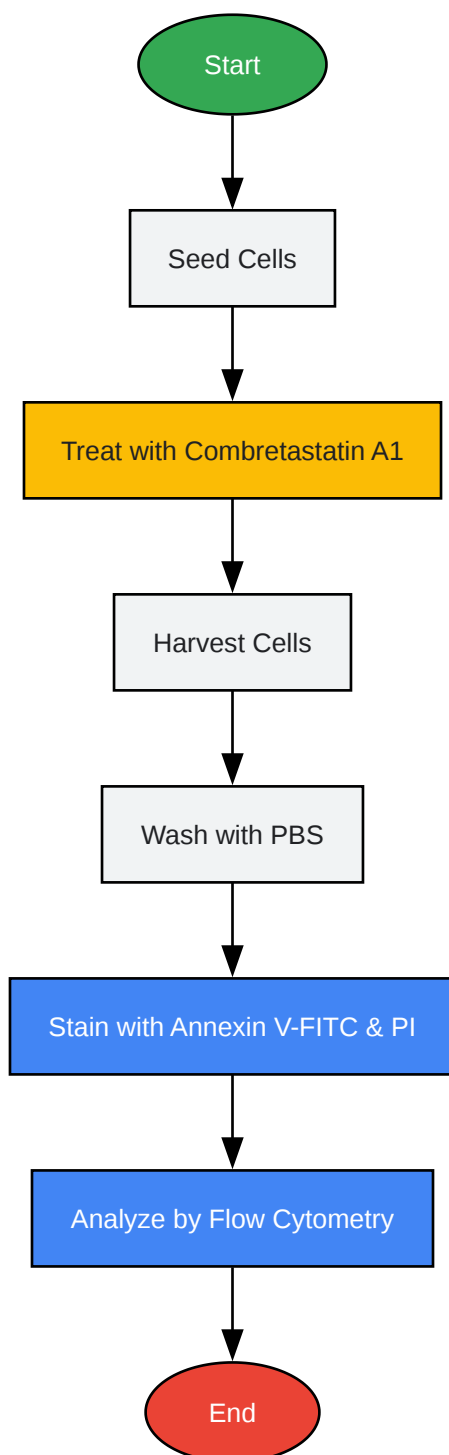 Start
Seed Cells
Treat with Combretastatin A1
Harvest Cells
Wash with PBS
Stain with Annexin V-FITC & PI
Analyze by Flow Cytometry
End